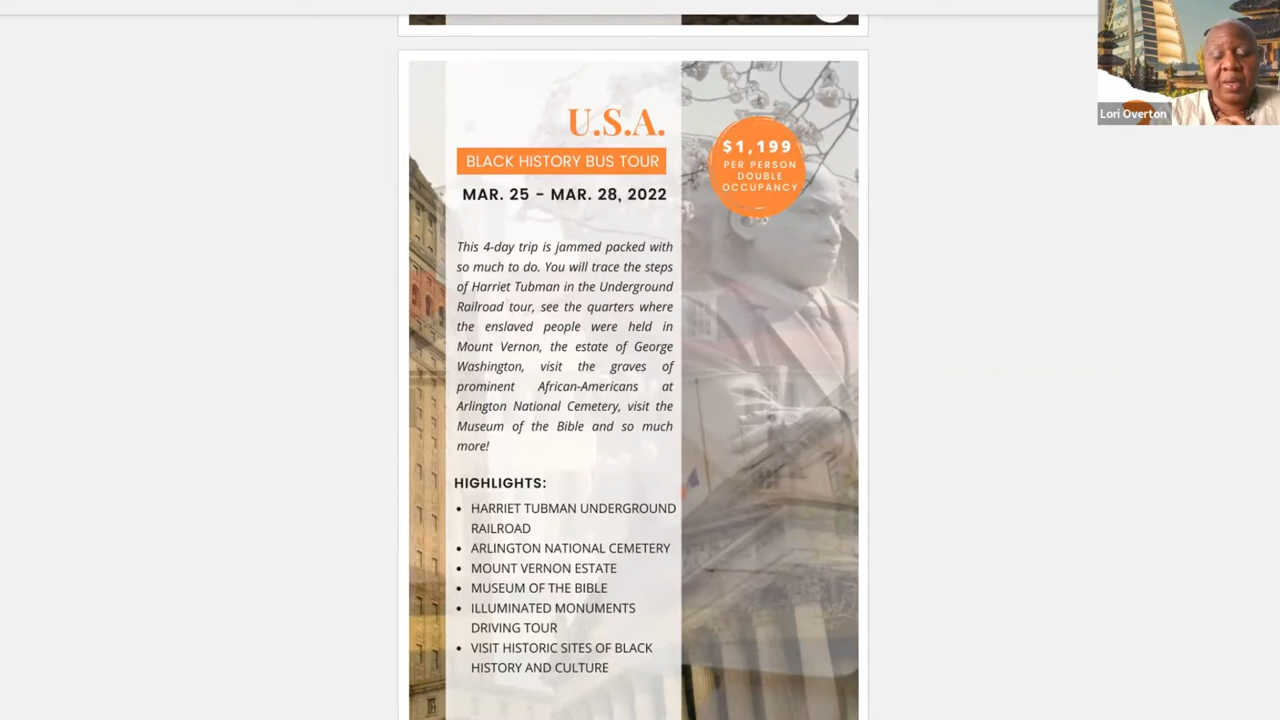 Lori Overton
U.S.A.
BLACK HISTORY BUS TOUR
MAR. 25 - MAR. 28, 2022
$1,199
PER PERSON
DOUBLE
OCCUPANCY
This 4-day trip is jammed packed with
so much to do. You will trace the steps
of Harriet Tubman in the Underground
Railroad tour, see the quarters where
the enslaved people were held in
Mount Vernon, the estate of George
Washington, visit the graves of
prominent African-Americans at
Arlington National Cemetery, visit the
Museum of the Bible and so much
more!
HIGHLIGHTS:
• HARRIET TUBMAN UNDERGROUND
RAILROAD
• ARLINGTON NATIONAL CEMETERY
• MOUNT VERNON ESTATE
• MUSEUM OF THE BIBLE
• ILLUMINATED MONUMENTS
DRIVING TOUR
• VISIT HISTORIC SITES OF BLACK
HISTORY AND CULTURE